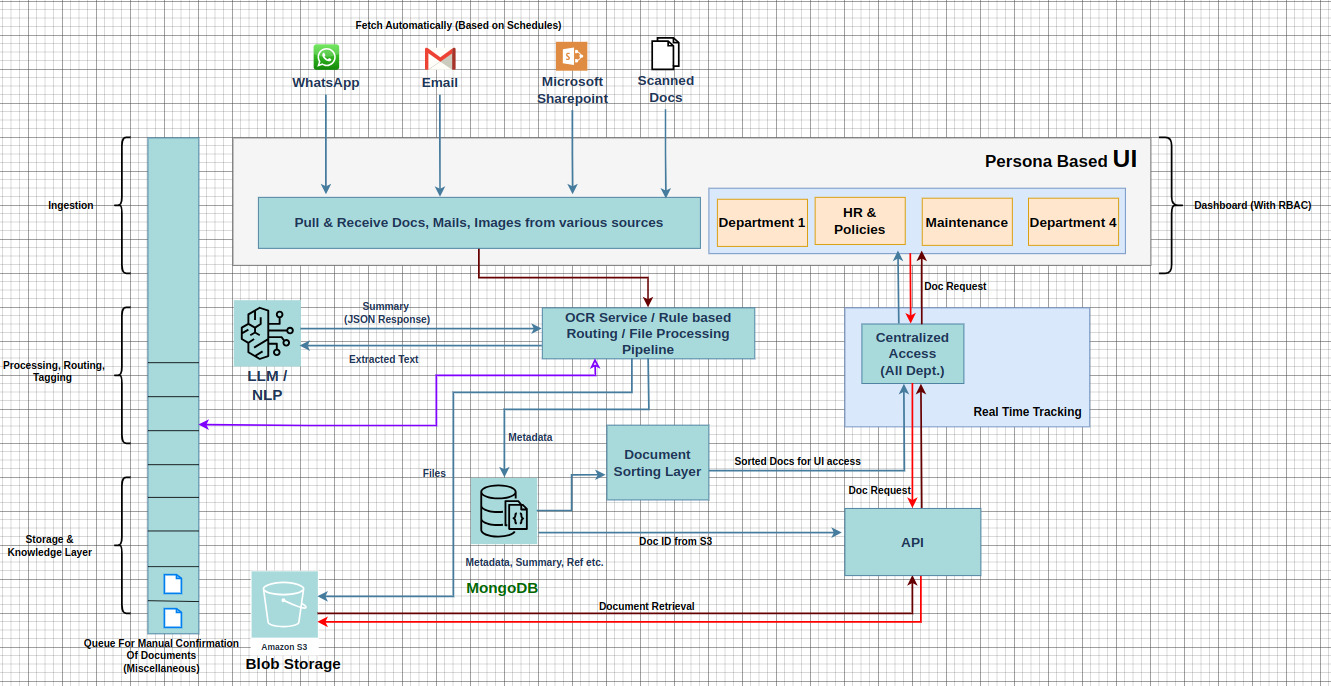 Fetch Automatically (Based on Schedules)
WhatsApp
Email
Microsoft
Sharepoint
Scanned
Docs
Persona Based UI
Ingestion
Pull & Receive Docs, Mails, Images from various sources
Department 1
HR &
Policies
Maintenance
Department 4
Dashboard (With RBAC)
Doc Request
Summary
(JSON Response)
Extracted Text
LLM /
NLP
OCR Service / Rule based
Routing / File Processing
Pipeline
Centralized
Access
(All Dept.)
Real Time Tracking
Processing, Routing,
Tagging
Metadata
Files
Document
Sorting Layer
Sorted Docs for UI access
Doc Request
Storage &
Knowledge Layer
Doc ID from S3
API
Metadata, Summary, Ref etc.
MongoDB
Document Retrieval
Queue For Manual Confirmation
Of Documents
(Miscellaneous)
Amazon S3
Blob Storage
S
{}